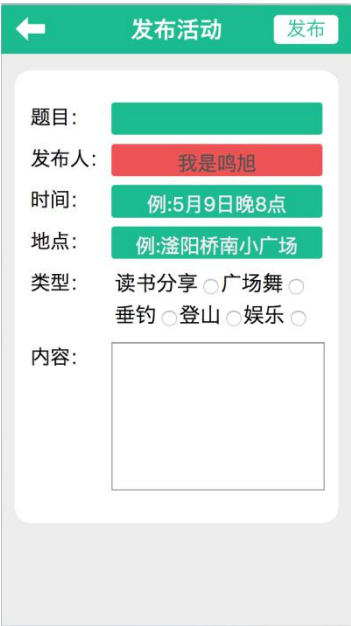 发布活动 发布
题目：
发布人： 我是鸣旭
时间： 例:5月9日晚8点
地点： 例:滏阳桥南小广场
类型： 读书分享 广场舞
垂钓 登山 娱乐
内容：